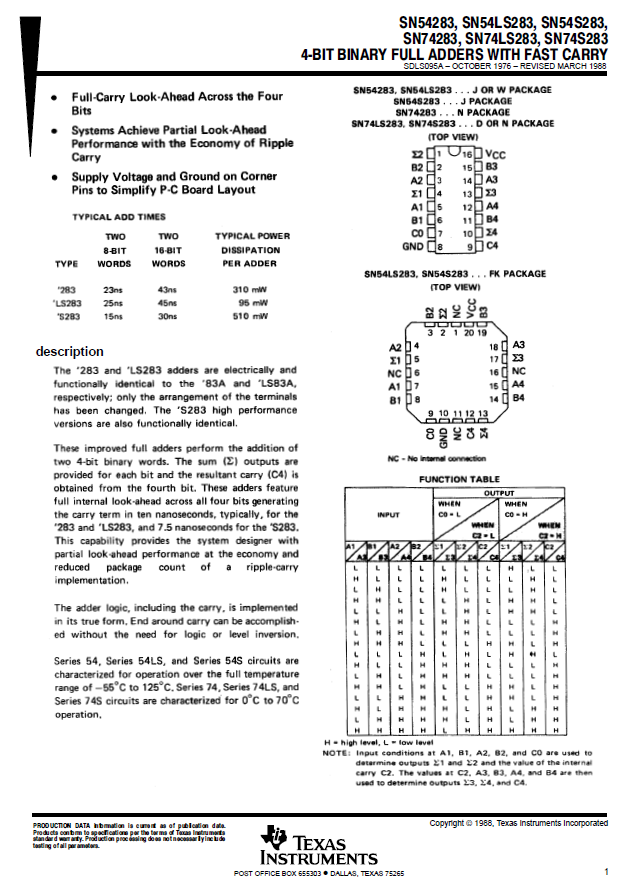 SN54283, SN54LS283, SN54S283,
SN74283, SN74LS283, SN74S283
4-BIT BINARY FULL ADDERS WITH FAST CARRY
SDLS095A – OCTOBER 1976 – REVISED MARCH 1988
• Full-Carry Look-Ahead Across the Four
Bits
• Systems Achieve Partial Look-Ahead
Performance with the Economy of Ripple
Carry
• Supply Voltage and Ground on Corner
Pins to Simplify P-C Board Layout
TYPICAL ADD TIMES
TWO TWO TYPICAL POWER
8-BIT 16-BIT DISSIPATION
TYPE WORDS WORDS PER ADDER
'283 23ns 43ns 310 mW
'LS283 25ns 45ns 95 mW
'S283 15ns 30ns 510 mW
description
The '283 and 'LS283 adders are electrically and
functionally identical to the '83A and 'LS83A,
respectively; only the arrangement of the terminals
has been changed. The 'S283 high performance
versions are also functionally identical.
These improved full adders perform the addition of
two 4-bit binary words. The sum (Σ) outputs are
provided for each bit and the resultant carry (C4) is
obtained from the fourth bit. These adders feature
full internal look-ahead across all four bits generating
the carry term in ten nanoseconds, typically, for the
'283 and 'LS283, and 7.5 nanoseconds for the 'S283.
This capability provides the system designer with
partial look-ahead performance at the economy and
reduced package count of a ripple-carry
implementation.
The adder logic, including the carry, is implemented
in its true form. End around carry can be accomplish-
ed without the need for logic or level inversion.
Series 54, Series 54LS, and Series 54S circuits are
characterized for operation over the full temperature
range of −55°C to 125°C. Series 74, Series 74LS, and
Series 74S circuits are characterized for 0°C to 70°C
operation.
SN54283, SN54LS283 . . . J OR W PACKAGE
SN54S283 . . . J PACKAGE
SN74283 . . . N PACKAGE
SN74LS283, SN74S283 . . . D OR N PACKAGE
(TOP VIEW)
Σ2 1 16 VCC
B2 2 15 B3
A2 3 14 A3
Σ1 4 13 Σ3
A1 5 12 A4
B1 6 11 B4
C0 7 10 Σ4
GND 8 9 C4
SN54LS283, SN54S283 . . . FK PACKAGE
(TOP VIEW)
B2 Σ2 NC VCC B3
3 2 1 20 19
A2 4 18 A3
Σ1 5 17 Σ3
NC 6 16 NC
A1 7 15 A4
B1 8 14 B4
9 10 11 12 13
C0 GND NC C4 Σ4
NC - No internal connection
FUNCTION TABLE
OUTPUT
INPUT
WHEN C0 = L WHEN C2 = L
WHEN C0 = H WHEN C2 = H
A1 B1 A2 B2 Σ1 Σ2 C2 Σ1 Σ2 C2
A3 B3 A4 B4 Σ3 Σ4 C4 Σ3 Σ4 C4
L L L L L L L H L L
H L L L H L L L H L
L H L L H L L L H L
H H L L L H L H H L
L L H L L H L H H L
H L H L H H L L L H
L H H L H H L L L H
H H H L L L H H L H
L L L H L H L H H L
H L L H H H L L L H
L H L H H H L L L H
H H L H L L H H L H
L L H H L L H H L H
H L H H H L H L H H
L H H H H L H L H H
H H H H L H H H H H
H = high level, L = low level
NOTE: Input conditions at A1, B1, A2, B2, and C0 are used to
determine outputs Σ1 and Σ2 and the value of the internal
carry C2. The values at C2, A3, B3, A4, and B4 are then
used to determine outputs Σ3, Σ4, and C4.
PRODUCTION DATA information is current as of publication date.
Products conform to specifications per the terms of Texas Instruments
standard warranty. Production processing does not necessarily include
testing of all parameters.
Copyright © 1988, Texas Instruments Incorporated
TEXAS
INSTRUMENTS
POST OFFICE BOX 655303 • DALLAS, TEXAS 75265
1